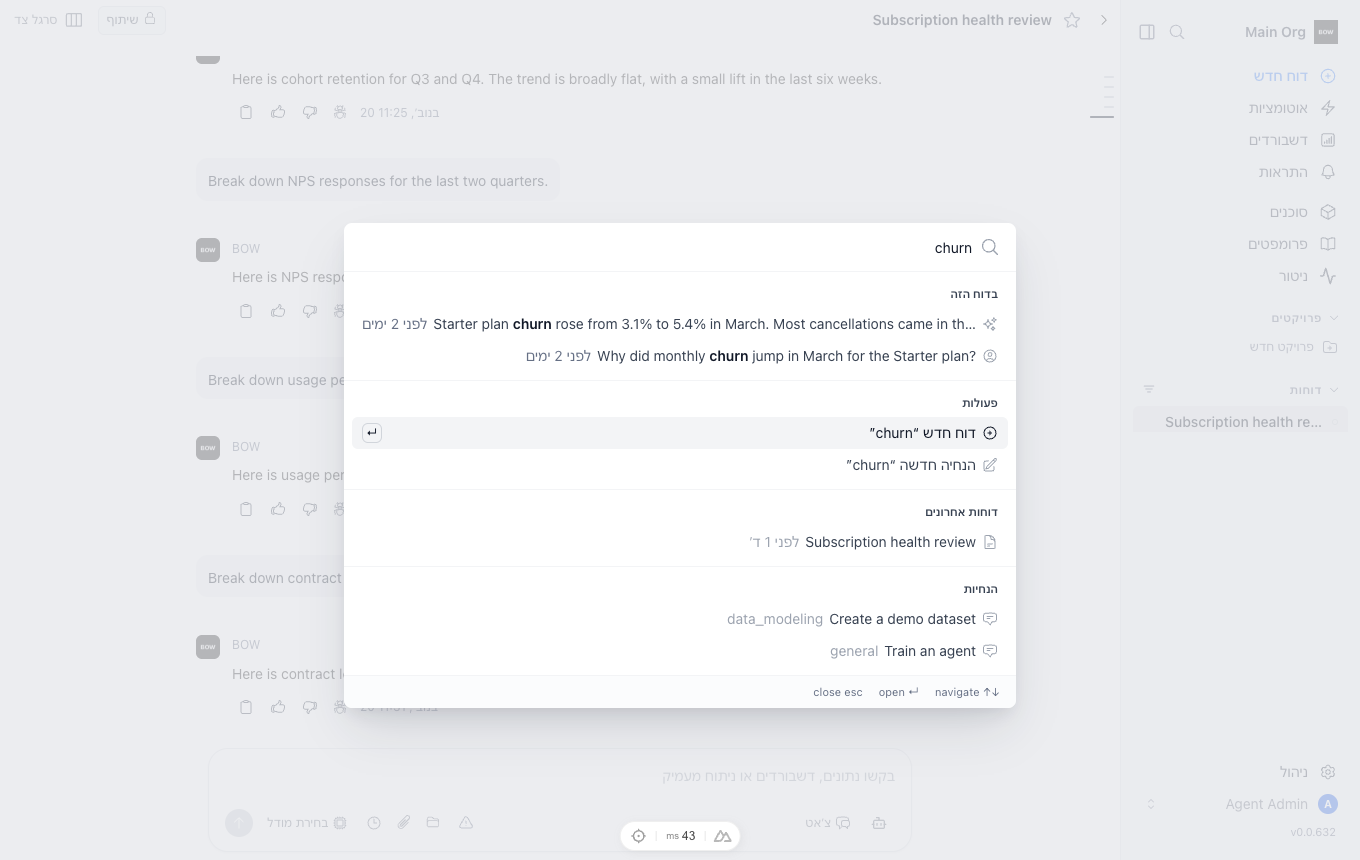 סרגל צד
שיתוף
Subscription health review
Main Org
BOW
דוח חדש
אוטומציות
דשבורדים
התראות
סוכנים
פרומפטים
ניטור
פרויקטים
פרויקט חדש
דוחות
Subscription health re...
ניהול
Agent Admin
A
v0.0.632
Here is cohort retention for Q3 and Q4. The trend is broadly flat, with a small lift in the last six weeks.
20 בנוב׳, 11:25
Break down NPS responses for the last two quarters.
BOW
BOW
Here is NPS respo
Break down usage pe
BOW
BOW
Here is usage per
Break down contract
BOW
BOW
Here is contract l
churn
בדוח הזה
Starter plan churn rose from 3.1% to 5.4% in March. Most cancellations came in th... לפני 2 ימים
Why did monthly churn jump in March for the Starter plan? לפני 2 ימים
פעולות
דוח חדש "churn"
הנחיה חדשה "churn"
דוחות אחרונים
Subscription health review לפני 1 ד׳
הנחיות
Create a demo dataset data_modeling
Train an agent general
navigate ↑↓
open ↵
close esc
בקשו נתונים, דשבורדים או ניתוח מעמיק
צ'אט
בחירת מודל
43 ms